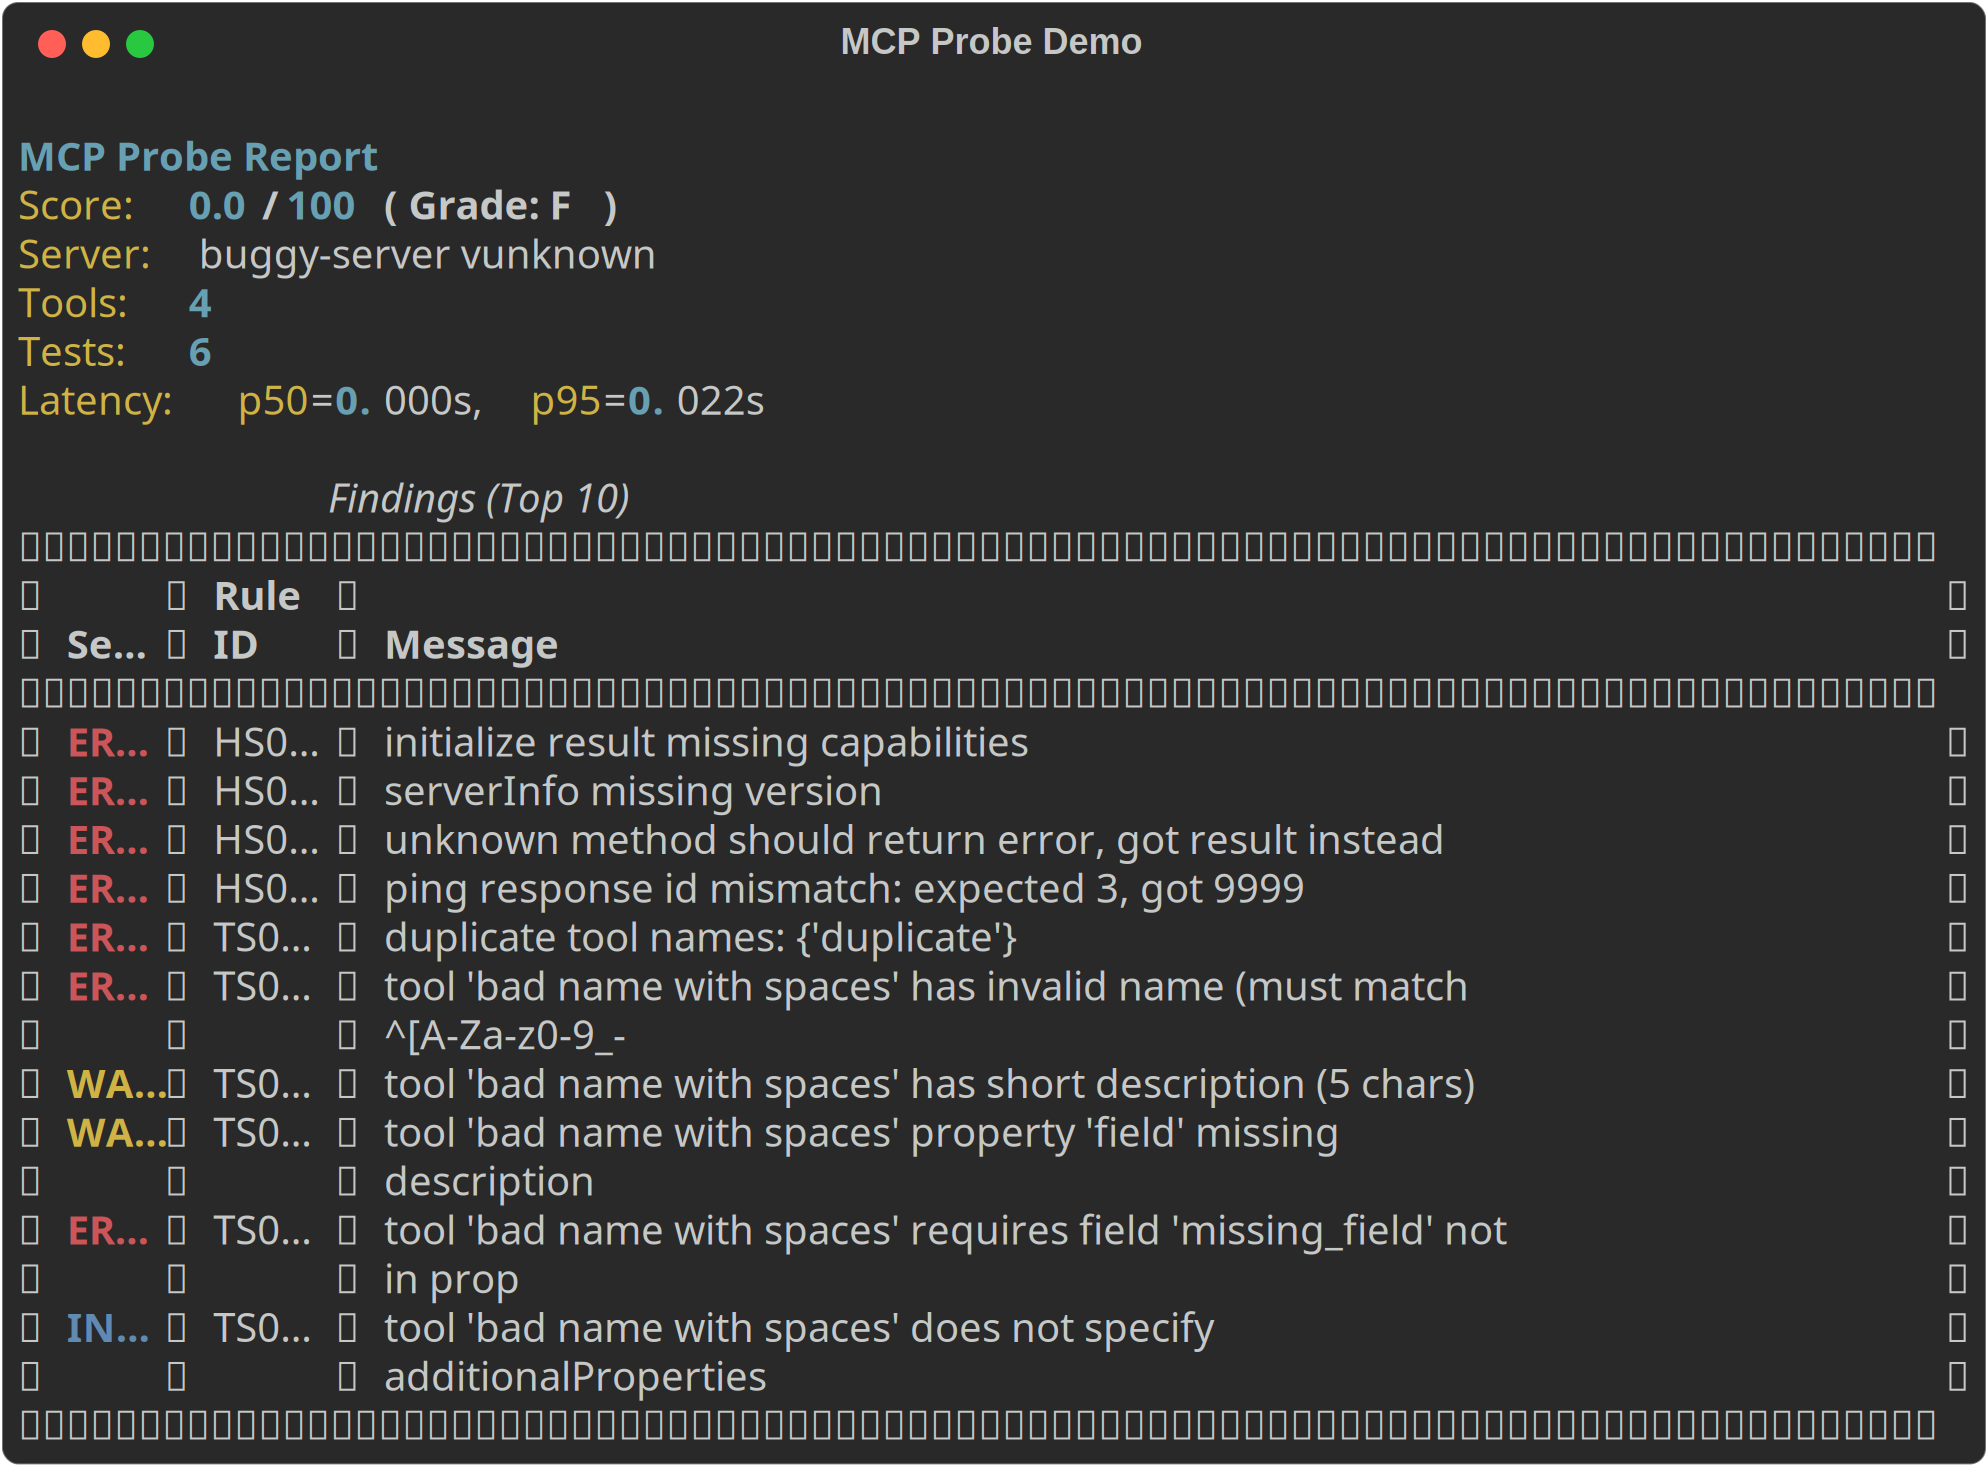 MCP Probe Demo
MCP Probe Report
Score: 0.0 / 100 ( Grade: F )
Server: buggy-server vunknown
Tools: 4
Tests: 6
Latency: p50=0. 000s, p95=0. 022s
Findings (Top 10)
Rule
Se… ID Message
ER… HS0… initialize result missing capabilities
ER… HS0… serverInfo missing version
ER… HS0… unknown method should return error, got result instead
ER… HS0… ping response id mismatch: expected 3, got 9999
ER… TS0… duplicate tool names: {'duplicate'}
ER… TS0… tool 'bad name with spaces' has invalid name (must match
^[A-Za-z0-9_-
WA… TS0… tool 'bad name with spaces' has short description (5 chars)
WA… TS0… tool 'bad name with spaces' property 'field' missing
description
ER… TS0… tool 'bad name with spaces' requires field 'missing_field' not
in prop
IN… TS0… tool 'bad name with spaces' does not specify
additionalProperties